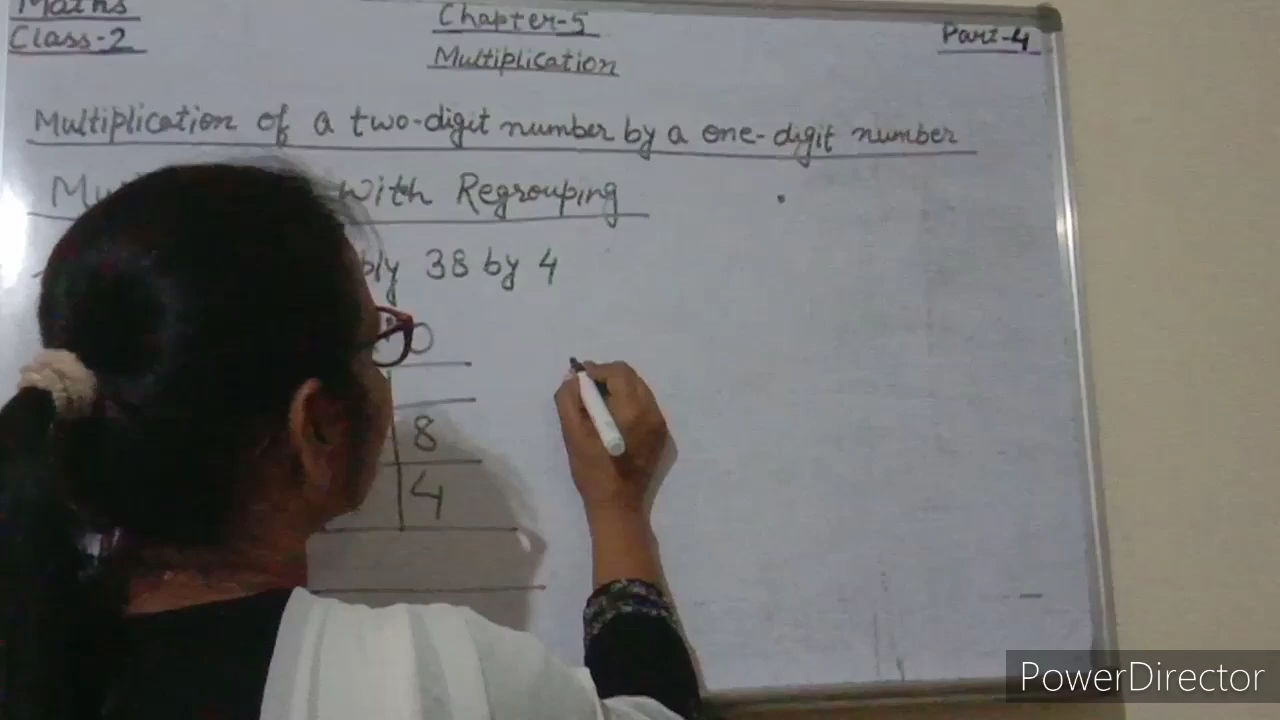 Maths
Chapter-5
Part-4
Class-2
Multiplication
Multiplication of a two-digit number by a one-digit number
With Regrouping
38 by 4
O
8
4
PowerDirector